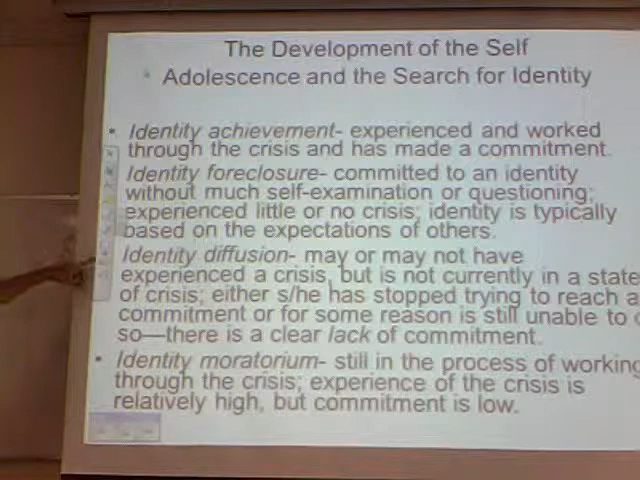 The Development of the Self
• Adolescence and the Search for Identity
• Identity achievement- experienced and worked
through the crisis and has made a commitment.
Identity foreclosure- committed to an identity
without much self-examination or questioning;
experienced little or no crisis; identity is typically
based on the expectations of others.
Identity diffusion- may or may not have
experienced a crisis, but is not currently in a state
of crisis; either s/he has stopped trying to reach a
commitment or for some reason is still unable to
so—there is a clear lack of commitment.
• Identity moratorium- still in the process of working
through the crisis; experience of the crisis is
relatively high, but commitment is low.